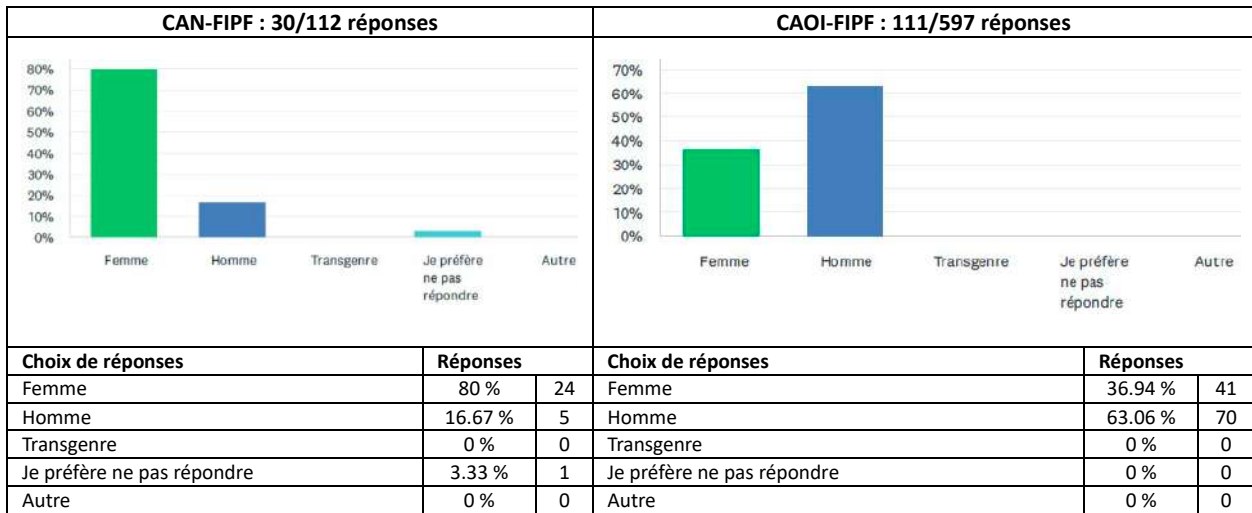 CAN-FIPF : 30/112 réponses
80%
70%
60%
50%
40%
30%
20%
10%
0%
Femme Homme Transgenre Je préfère ne pas répondre Autre
Choix de réponses Réponses
Femme 80 % 24
Homme 16.67 % 5
Transgenre 0 % 0
Je préfère ne pas répondre 3.33 % 1
Autre 0 % 0
CAOI-FIPF : 111/597 réponses
70%
60%
50%
40%
30%
20%
10%
0%
Femme Homme Transgenre Je préfère ne pas répondre Autre
Choix de réponses Réponses
Femme 36.94 % 41
Homme 63.06 % 70
Transgenre 0 % 0
Je préfère ne pas répondre 0 % 0
Autre 0 % 0